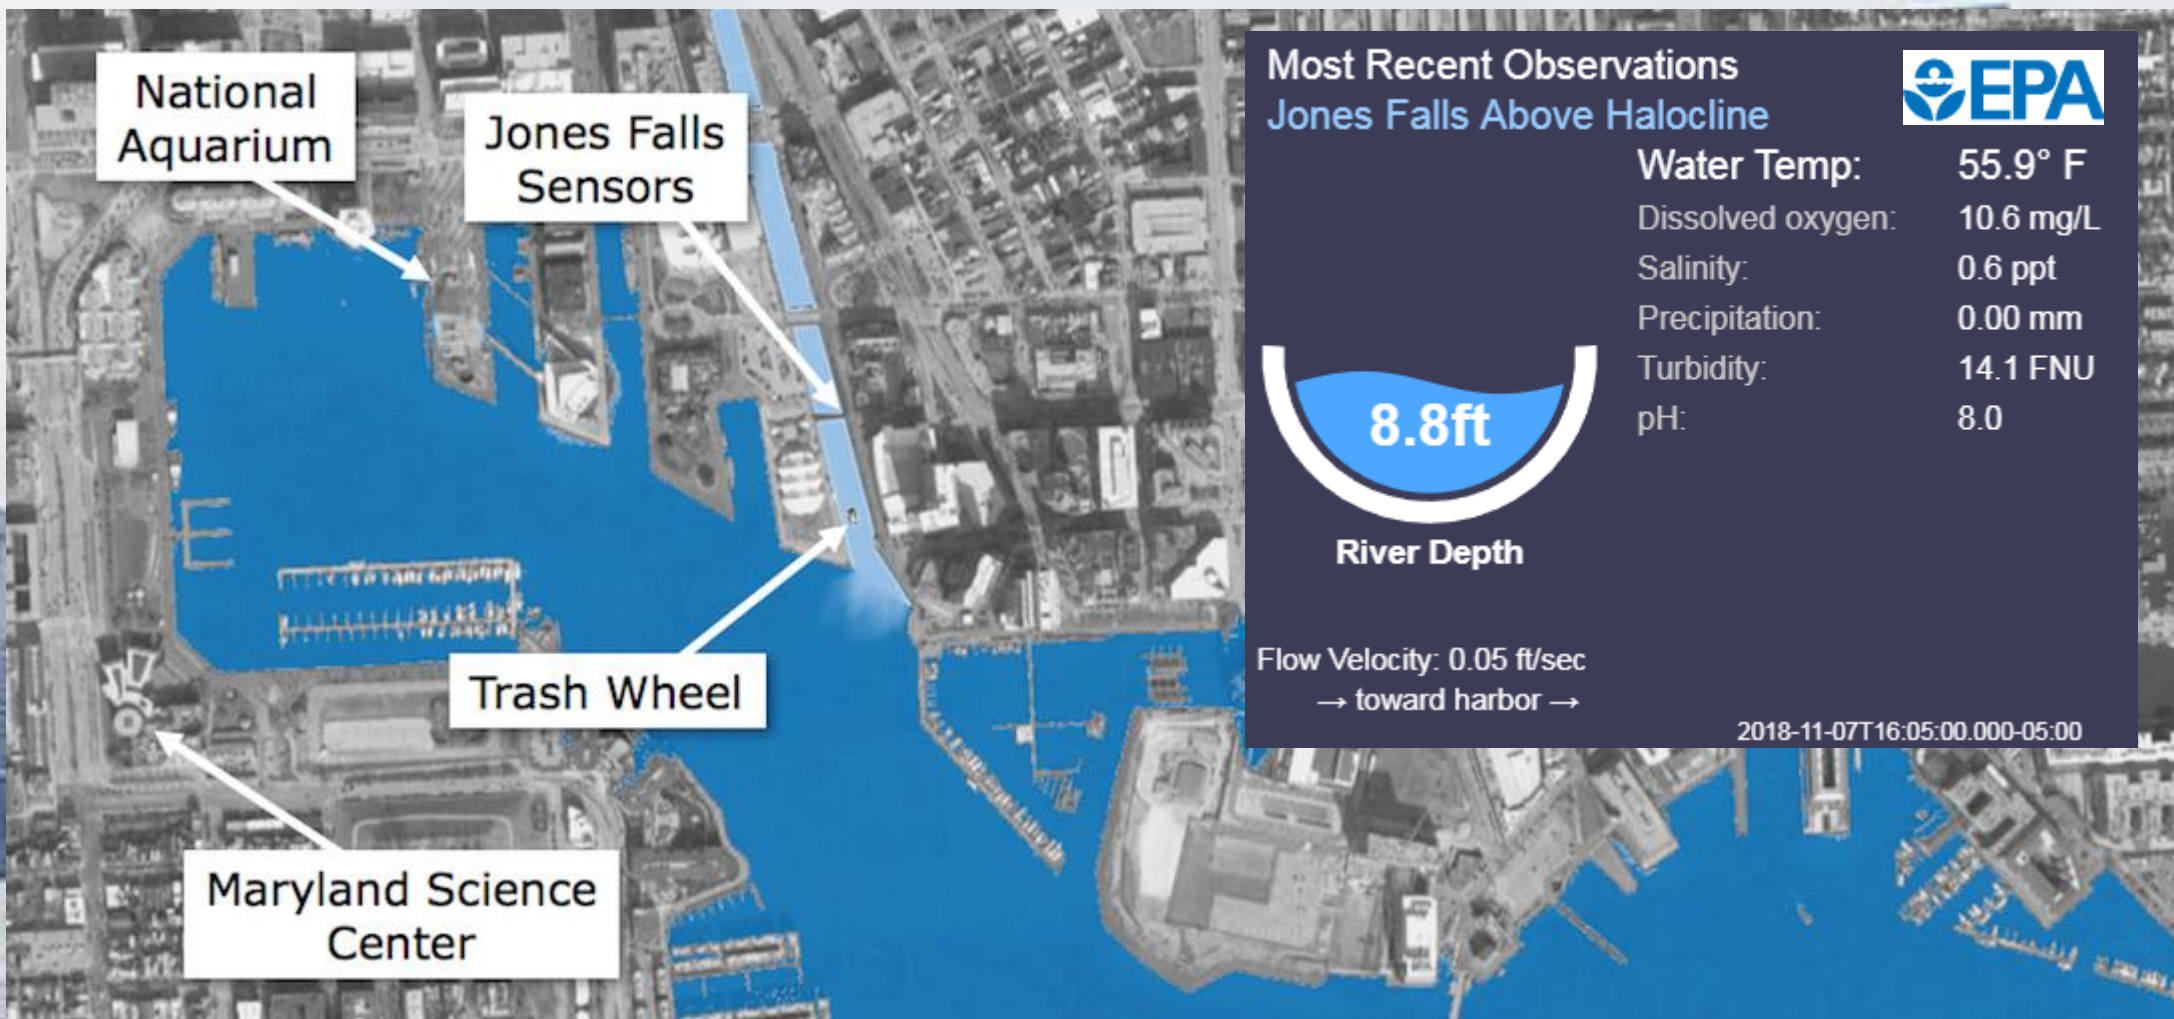 National
Aquarium
Jones Falls
Sensors
Trash Wheel
Maryland Science
Center
Most Recent Observations
Jones Falls Above Halocline
EPA
Water Temp: 55.9° F
Dissolved oxygen: 10.6 mg/L
Salinity: 0.6 ppt
Precipitation: 0.00 mm
Turbidity: 14.1 FNU
pH: 8.0
8.8ft
River Depth
Flow Velocity: 0.05 ft/sec
→ toward harbor →
2018-11-07T16:05:00.000-05:00